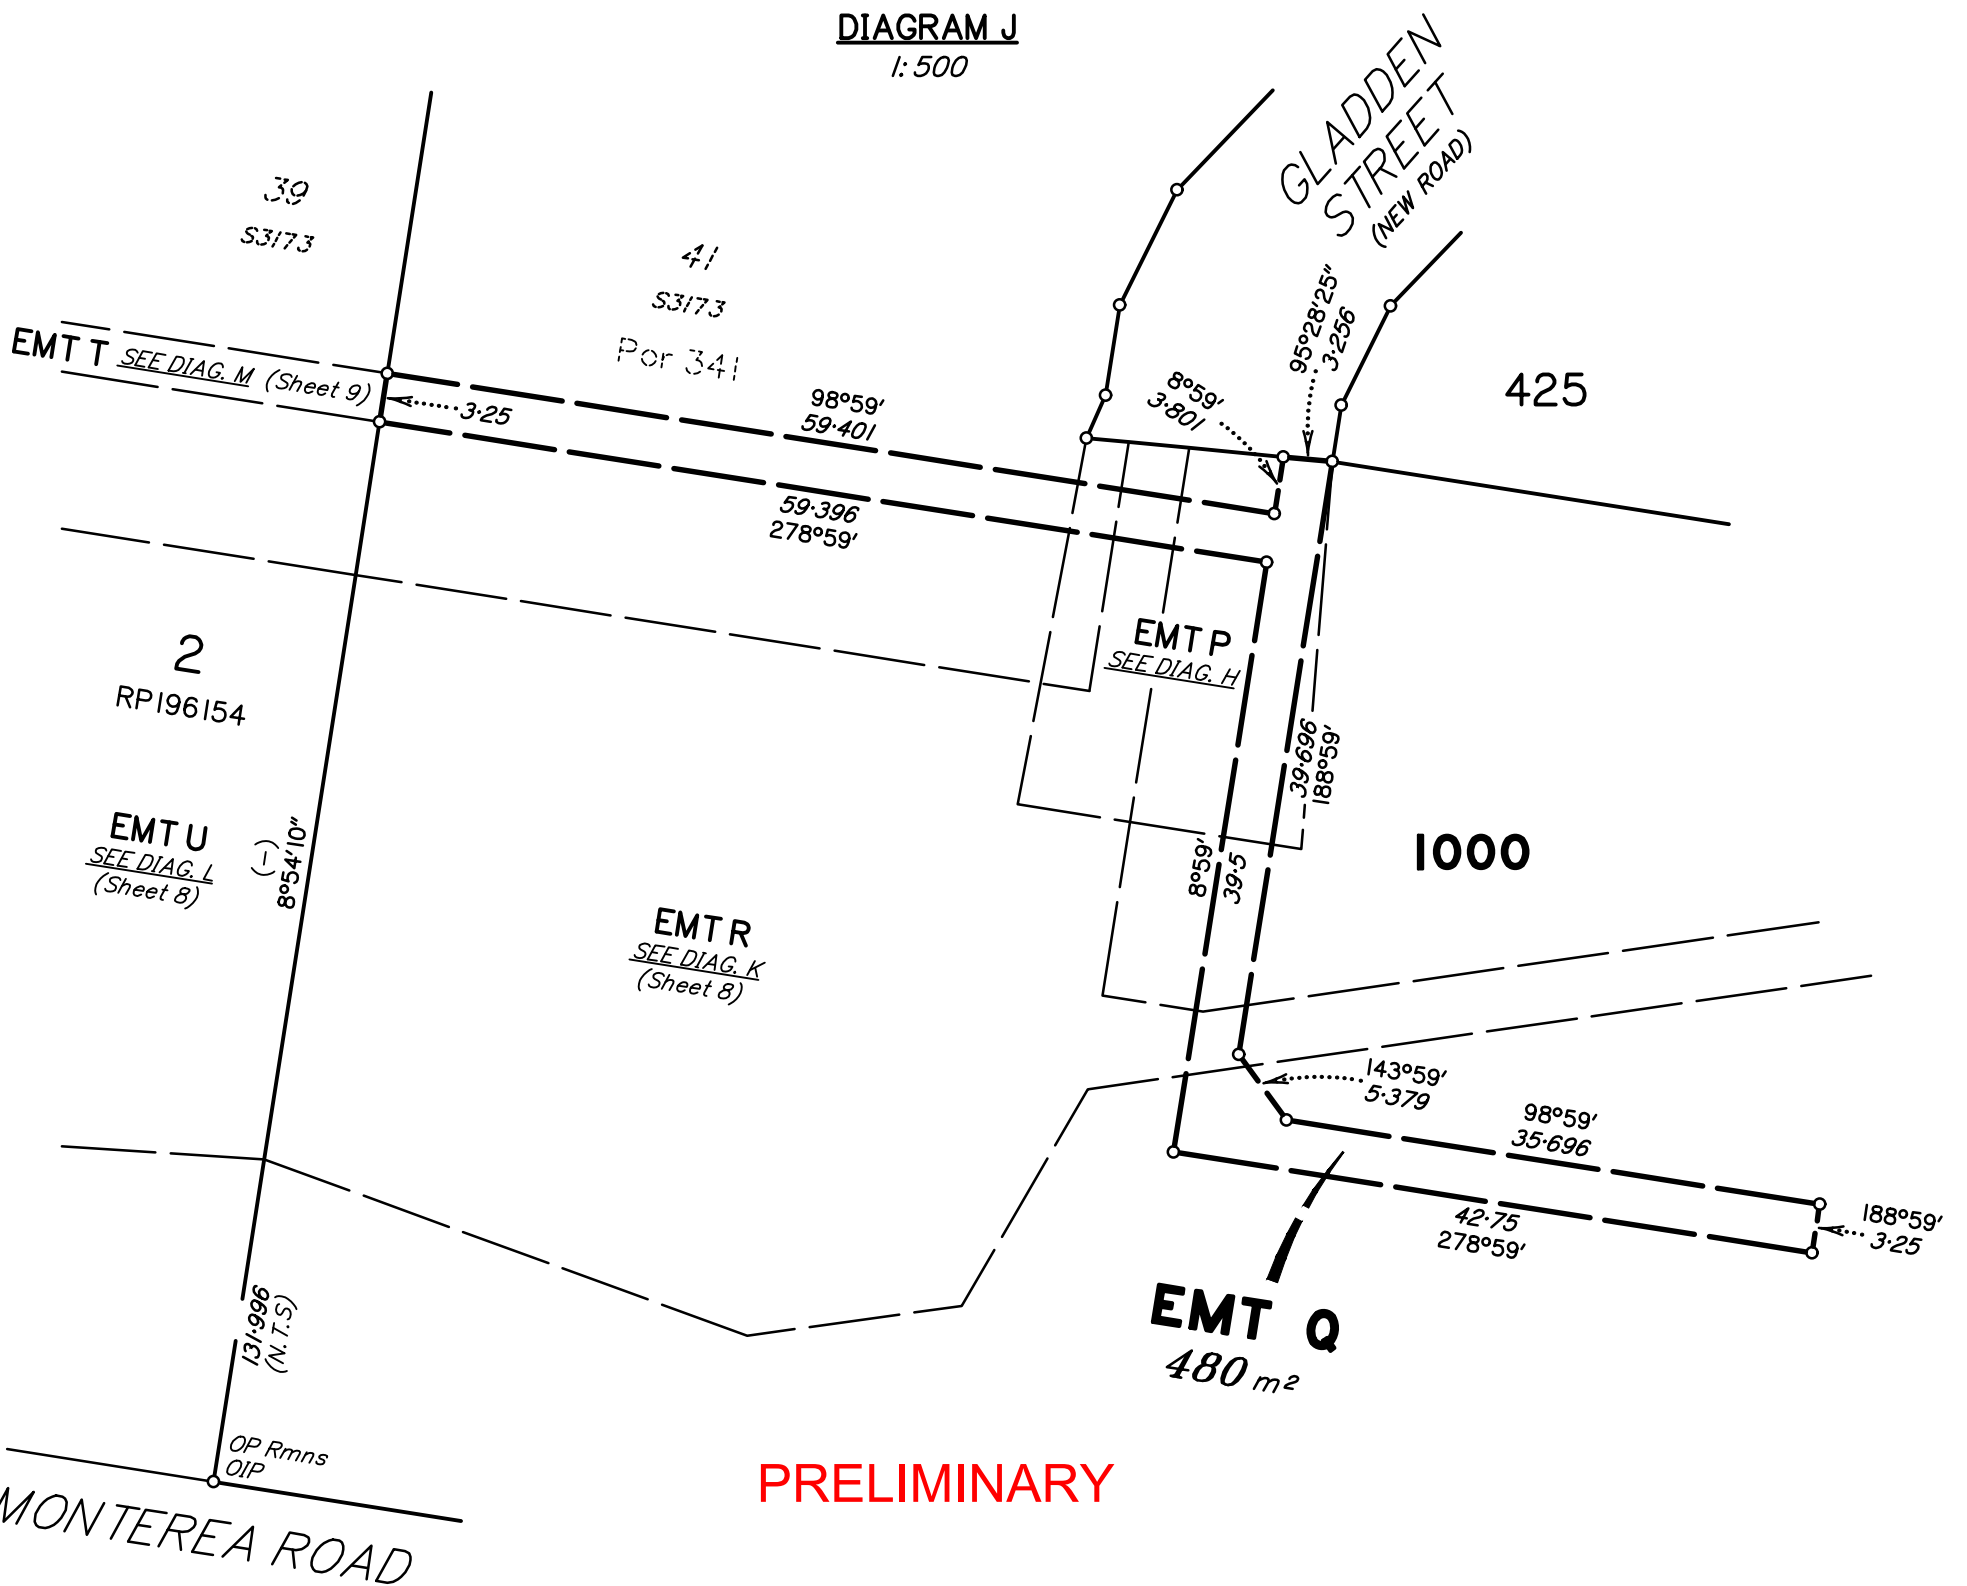 DIAGRAM J
1:500
GLADDEN
STREET
(NEW ROAD)
39
S3173
41
S3173
Por 341
EMT T SEE DIAG. M (Sheet 9)
3·25
98°59′
59·401
8°59′
3·801
95°28′25″
3·256
425
59·396
278°59′
2
RP196154
EMT P
SEE DIAG. H
39·696
188°59′
EMT U
SEE DIAG. L
(Sheet 8)
(1)
8°54′10″
8°59′
39·5
1000
EMT R
SEE DIAG. K
(Sheet 8)
143°59′
5·379
98°59′
35·696
188°59′
3·25
42·75
278°59′
EMT Q
480 m²
131·996
(N.T.S)
OP Rmns
OIP
MONTEREA ROAD
PRELIMINARY